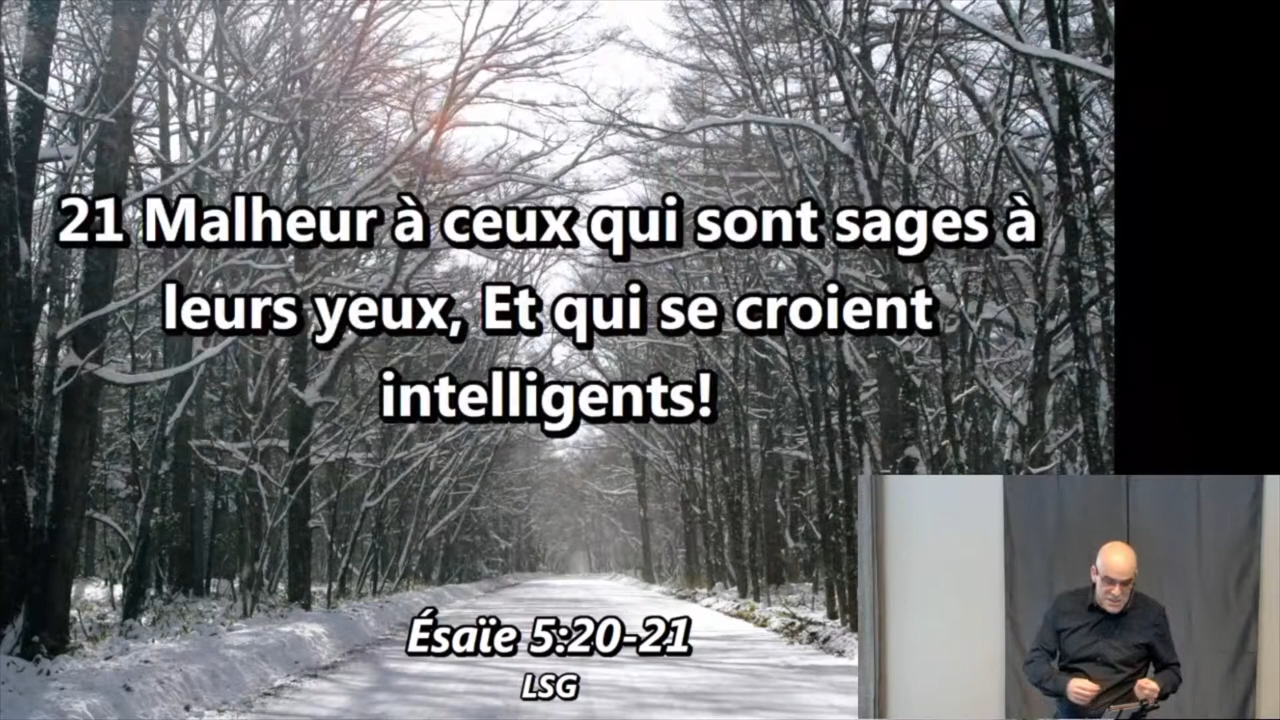 21 Malheur à ceux qui sont sages à
leurs yeux, Et qui se croient
intelligents!
Ésaïe 5:20-21
LSG